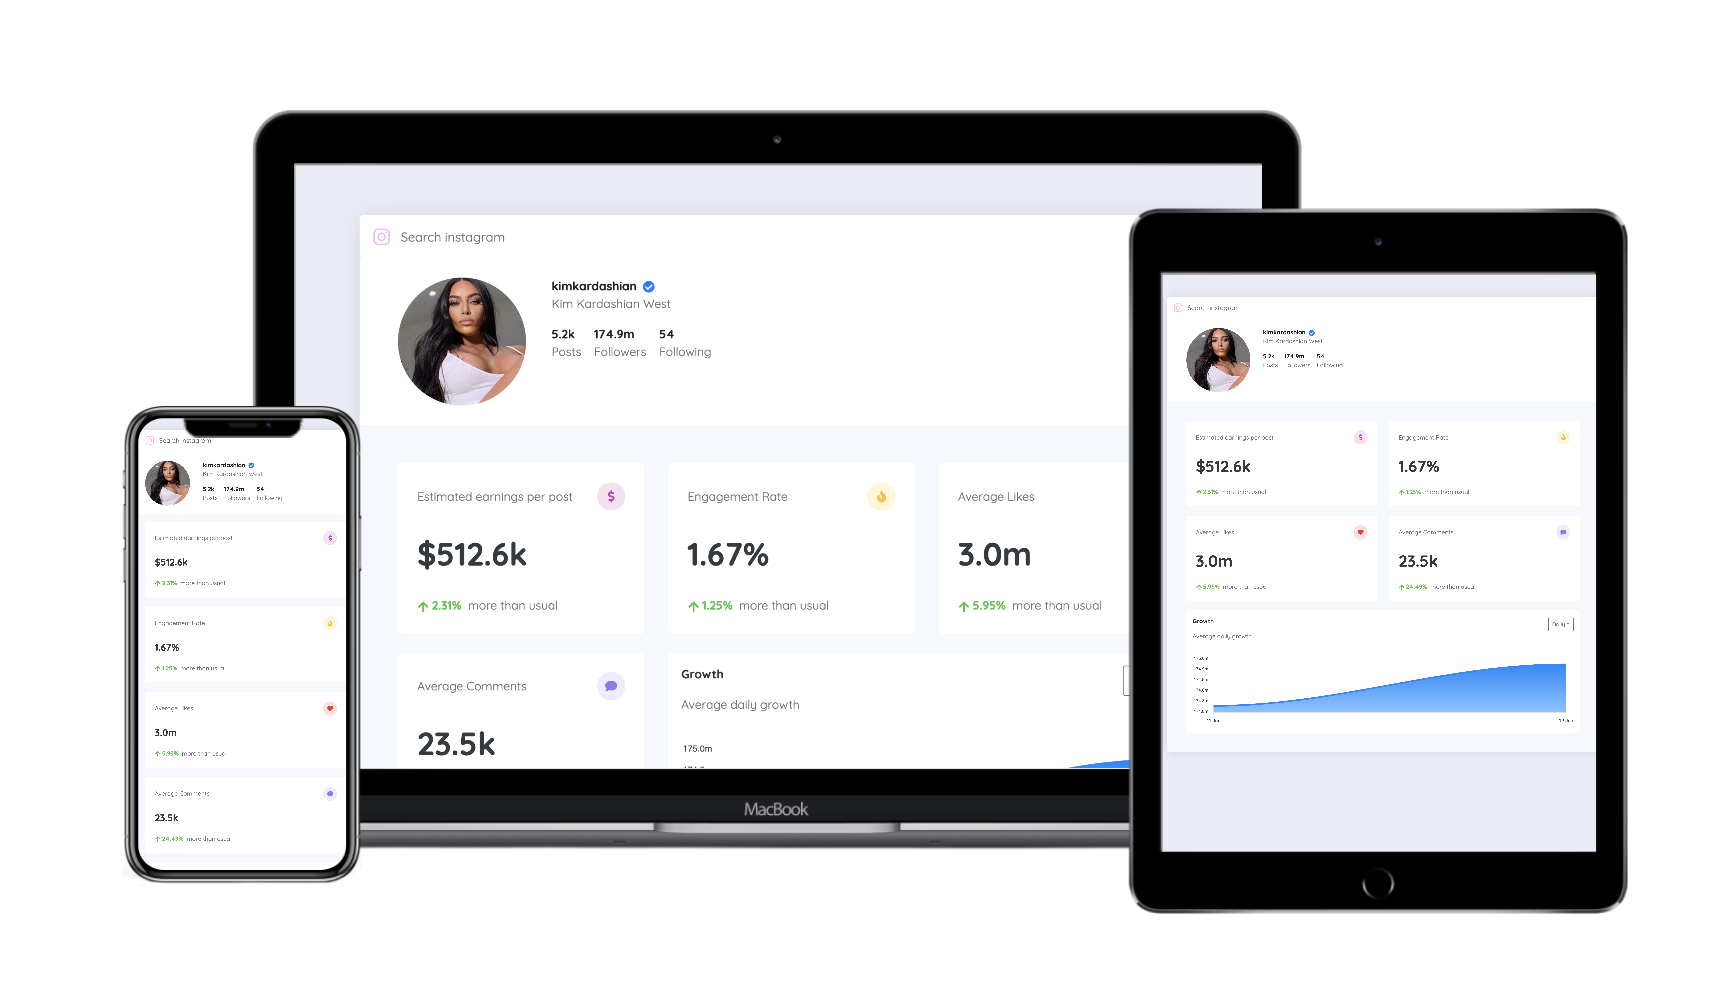 Search instagram
kimkardashian
Kim Kardashian West
5.2k 174.9m 54
Posts Followers Following
Estimated earnings per post
$512.6k
2.31% more than usual
Engagement Rate
1.67%
1.25% more than usual
Average Likes
3.0m
5.95% more than usual
Average Comments
23.5k
Growth
Average daily growth
175.0m
MacBook
Search instagram
kimkardashian
Kim Kardashian West
5.2k 174.9m 54
Posts Followers Following
Estimated earnings per post
$512.6k
2.31% more than usual
Engagement Rate
1.67%
1.25% more than usual
Average Likes
3.0m
5.95% more than usual
Average Comments
23.5k
24.49% more than usual
Search instagram
kimkardashian
Kim Kardashian West
5.2k 174.9m 54
Posts Followers Following
Estimated earnings per post
$512.6k
2.31% more than usual
Engagement Rate
1.67%
1.25% more than usual
Average Likes
3.0m
5.95% more than usual
Average Comments
23.5k
24.49% more than usual
Growth
Daily
Average daily growth